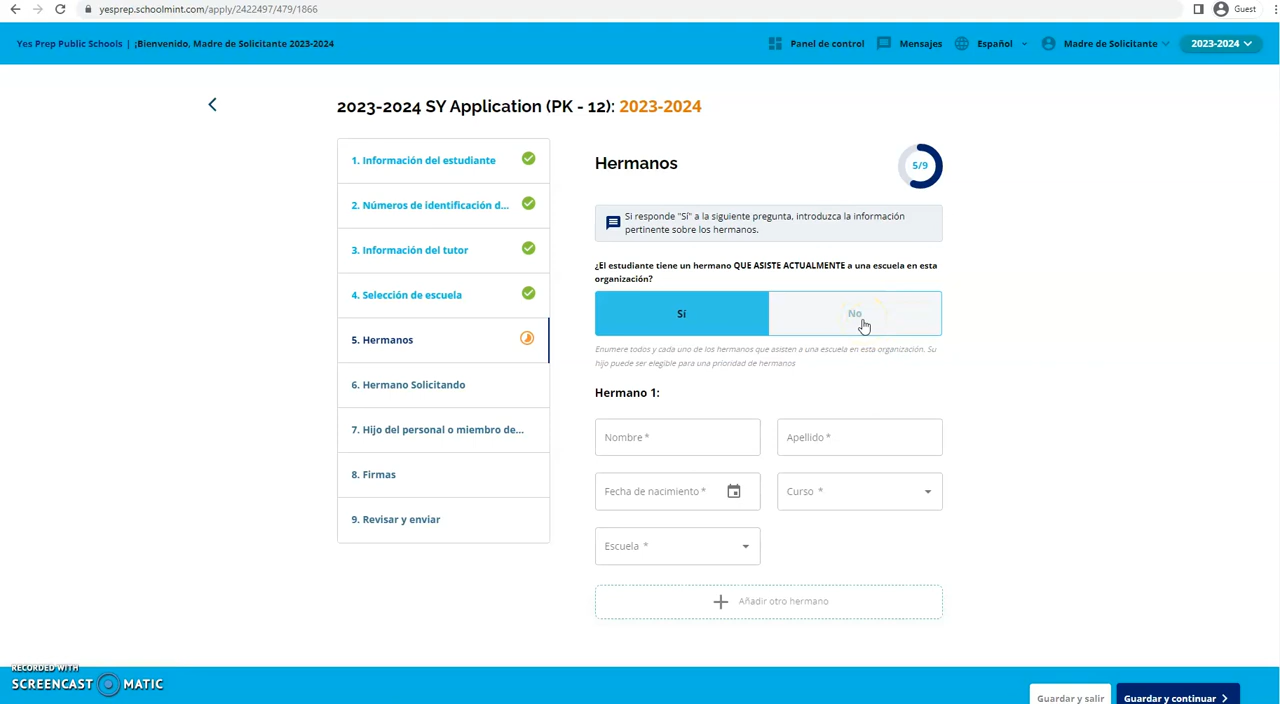 yesprep.schoolmint.com/apply/2422497/479/1866
Guest
Yes Prep Public Schools | ¡Bienvenido, Madre de Solicitante 2023-2024
Panel de control
Mensajes
Español
Madre de Solicitante
2023-2024
2023-2024 SY Application (PK - 12): 2023-2024
1. Información del estudiante
2. Números de identificación d...
3. Información del tutor
4. Selección de escuela
5. Hermanos
6. Hermano Solicitando
7. Hijo del personal o miembro de...
8. Firmas
9. Revisar y enviar
Hermanos
5/9
Si responde "Sí" a la siguiente pregunta, introduzca la información
pertinente sobre los hermanos.
¿El estudiante tiene un hermano QUE ASISTE ACTUALMENTE a una escuela en esta
organización?
Sí
No
Enumere todos y cada uno de los hermanos que asisten a una escuela en esta organización. Su
hijo puede ser elegible para una prioridad de hermanos
Hermano 1:
Nombre *
Apellido *
Fecha de nacimiento *
Curso *
Escuela *
Añadir otro hermano
RECORDED WITH
SCREENCAST MATIC
Guardar y salir
Guardar y continuar